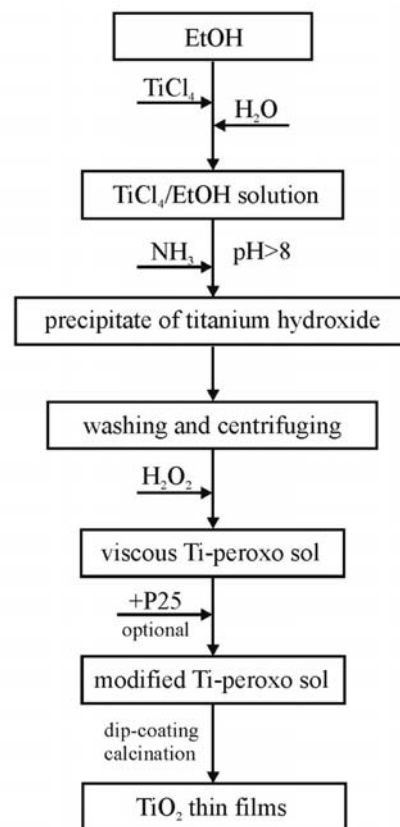 EtOH
TiCl₄
H₂O
TiCl₄/EtOH solution
NH₃ pH>8
precipitate of titanium hydroxide
washing and centrifuging
H₂O₂
viscous Ti-peroxo sol
+P25
optional
modified Ti-peroxo sol
dip-coating
calcination
TiO₂ thin films